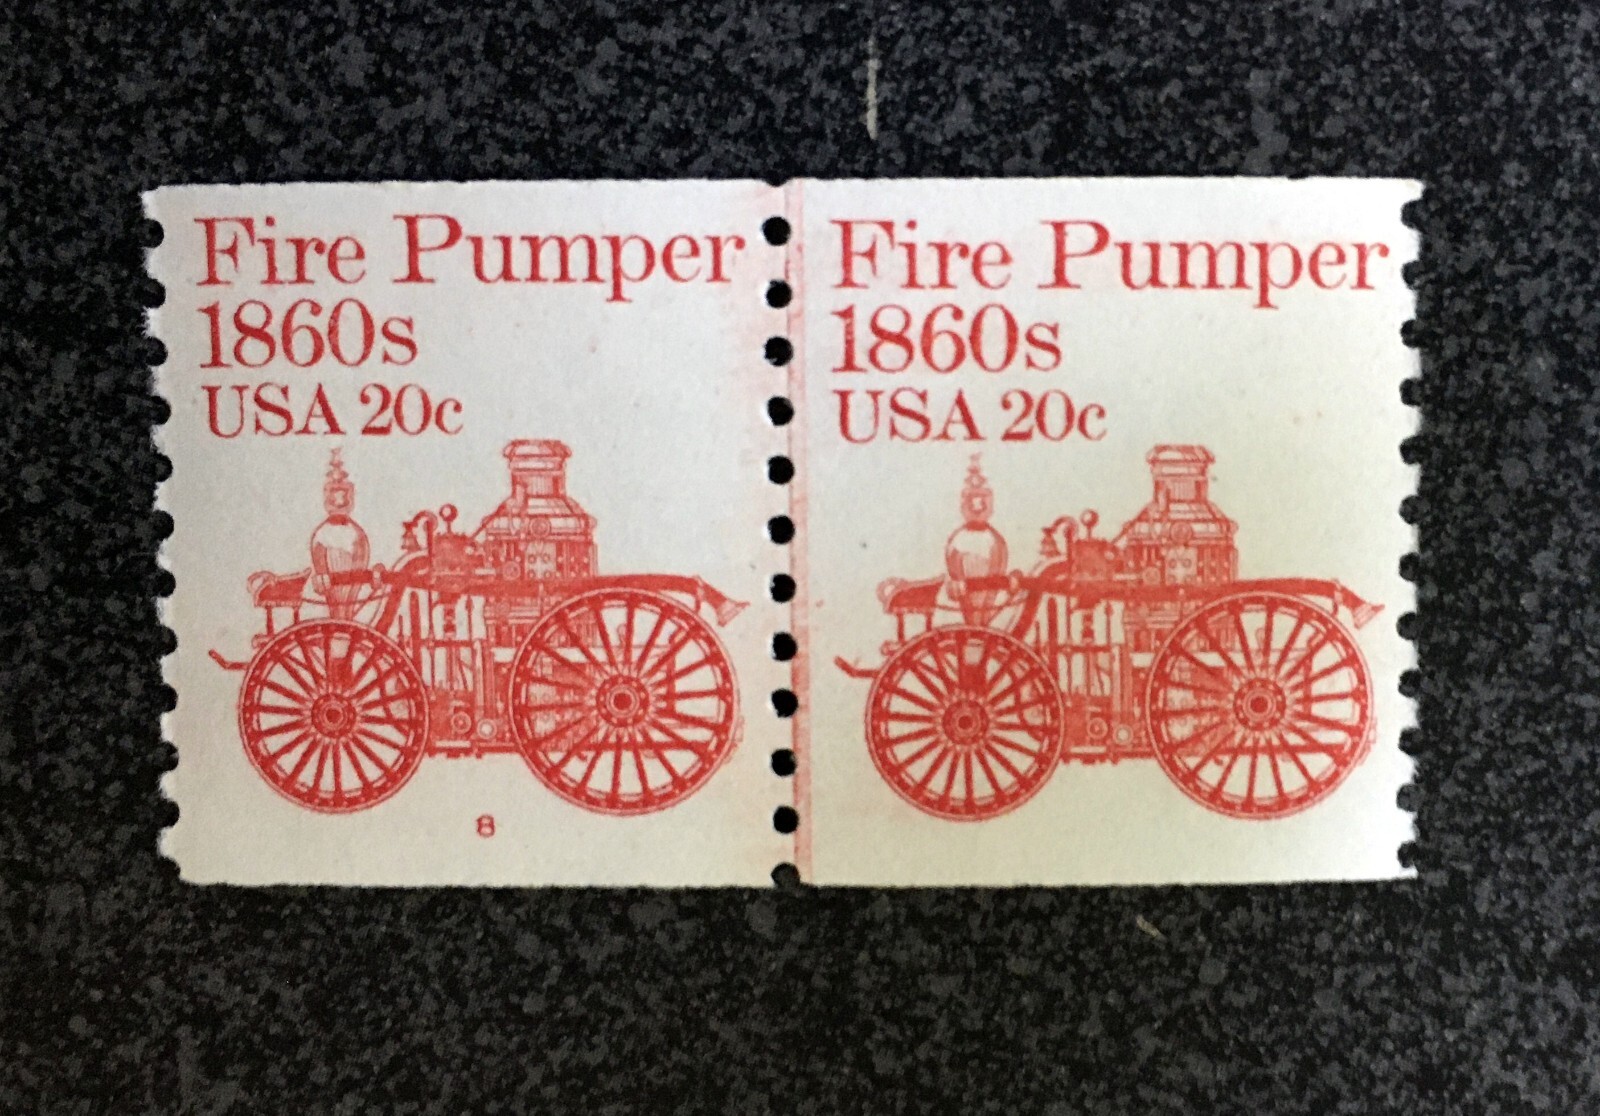 Fire Pumper
1860s
USA 20c
8
Fire Pumper
1860s
USA 20c